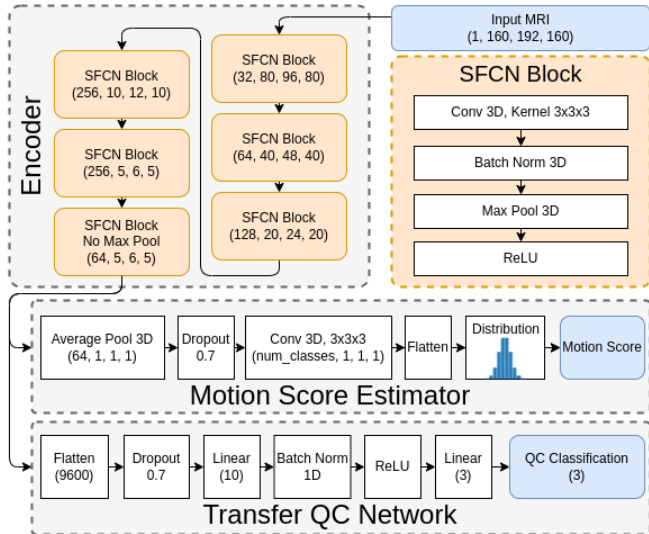 Input MRI
(1, 160, 192, 160)
Encoder
SFCN Block
(32, 80, 96, 80)
SFCN Block
(64, 40, 48, 40)
SFCN Block
(128, 20, 24, 20)
SFCN Block
(256, 10, 12, 10)
SFCN Block
(256, 5, 6, 5)
SFCN Block
No Max Pool
(64, 5, 6, 5)
SFCN Block
Conv 3D, Kernel 3x3x3
Batch Norm 3D
Max Pool 3D
ReLU
Average Pool 3D
(64, 1, 1, 1)
Dropout
0.7
Conv 3D, 3x3x3
(num_classes, 1, 1, 1)
Flatten
Distribution
Motion Score
Motion Score Estimator
Flatten
(9600)
Dropout
0.7
Linear
(10)
Batch Norm
1D
ReLU
Linear
(3)
QC Classification
(3)
Transfer QC Network